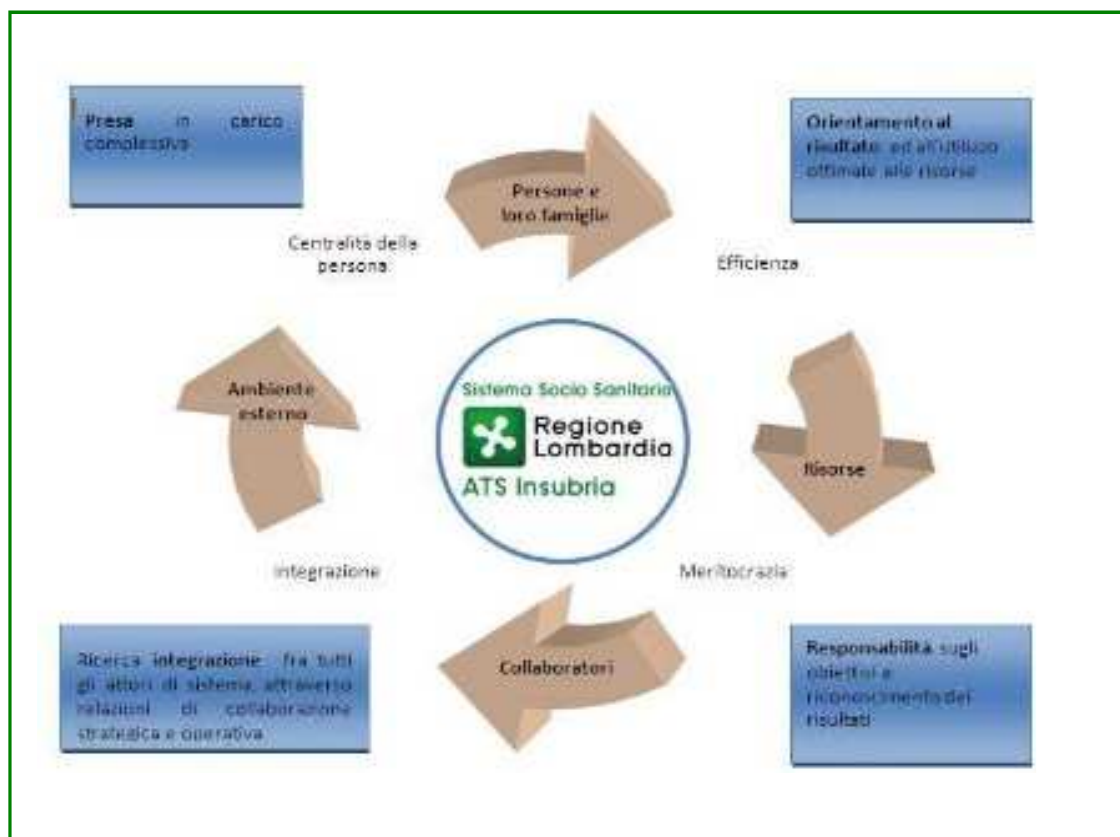 Presa in carico
complessiva
Orientamento al
risultato ed all'utilizzo
ottimale alle risorse
Persone e
loro famiglie
Centralità della
persona
Efficienza
Ambiente
esterno
Sistema Socio Sanitario
Regione
Lombardia
ATS Insubria
Risorse
Integrazione
Meritocrazia
Collaboratori
Ricerca integrazione fra tutti
gli attori di sistema, attraverso
relazioni di collaborazione
strategica e operativa
Responsabilità sugli
obiettivi e
riconoscimento dei
risultati